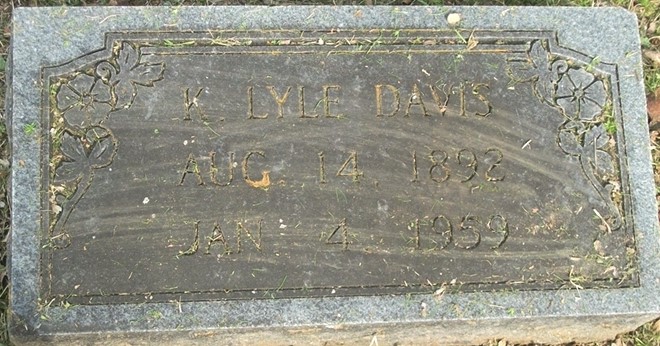 K. LYLE DAVIS
AUG. 14, 1892
JAN. 4, 1959